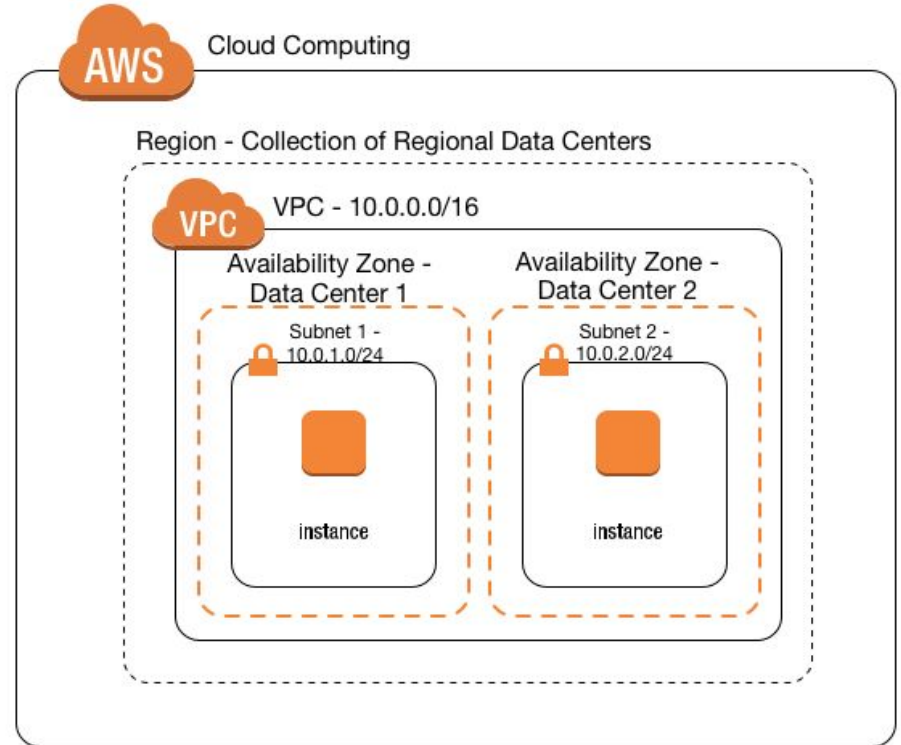 AWS
Cloud Computing
Region - Collection of Regional Data Centers
VPC
VPC - 10.0.0.0/16
Availability Zone -
Data Center 1
Subnet 1 -
10.0.1.0/24
instance
Availability Zone -
Data Center 2
Subnet 2 -
10.0.2.0/24
instance